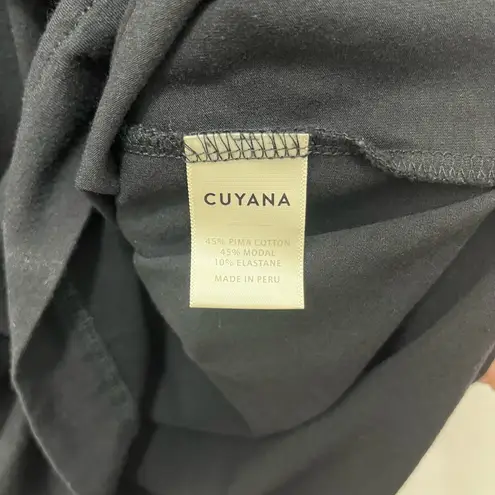 CUYANA
45% PIMA COTTON
45% MODAL
10% ELASTANE
MADE IN PERU